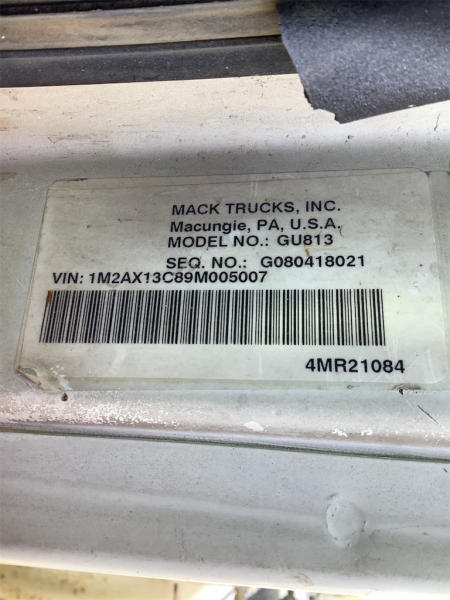 MACK TRUCKS, INC.
Macungie, PA, U.S.A.
MODEL NO.: GU813
SEQ. NO.: G080418021
VIN: 1M2AX13C89M005007
4MR21084